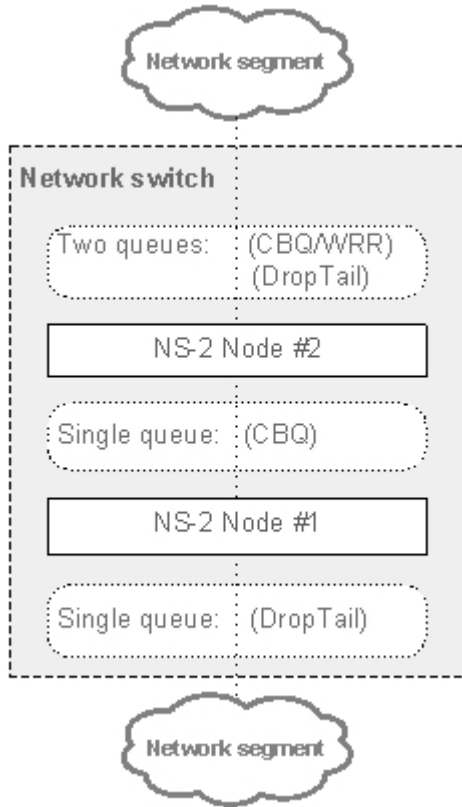 Network segment
Network switch
Two queues: (CBQ/WRR)
(DropTail)
NS-2 Node #2
Single queue: (CBQ)
NS-2 Node #1
Single queue: (DropTail)
Network segment